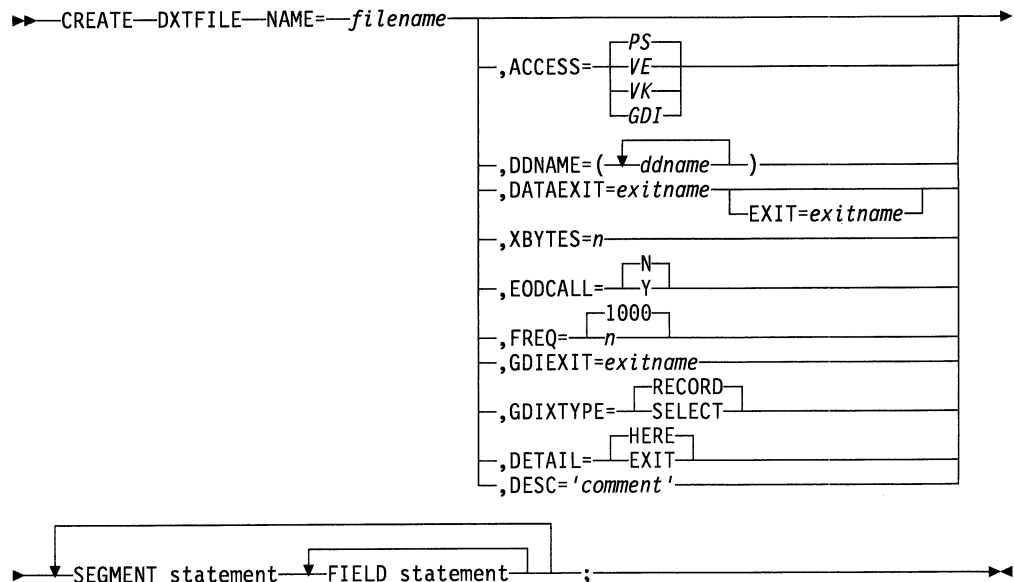 CREATE DXTFILE NAME= filename
,ACCESS= PS
VE
VK
GDI
,DDNAME=( ddname )
,DATAEXIT=exitname
EXIT=exitname
,XBYTES=n
,EODCALL= N
Y
,FREQ= 1000
n
,GDIEXIT=exitname
,GDIXTYPE= RECORD
SELECT
,DETAIL= HERE
EXIT
,DESC='comment'
SEGMENT statement FIELD statement ;